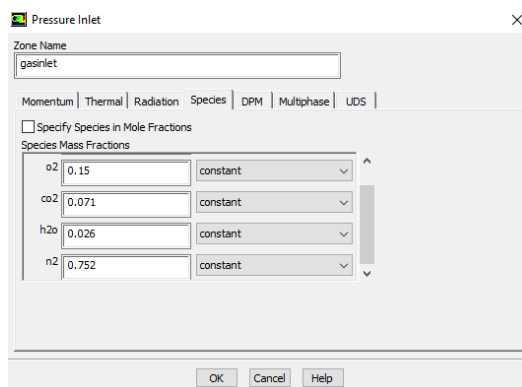 Pressure Inlet
Zone Name
gasinlet
Momentum Thermal Radiation Species DPM Multiphase UDS
Specify Species in Mole Fractions
Species Mass Fractions
o2 0.15 constant
co2 0.071 constant
h2o 0.026 constant
n2 0.752 constant
OK Cancel Help